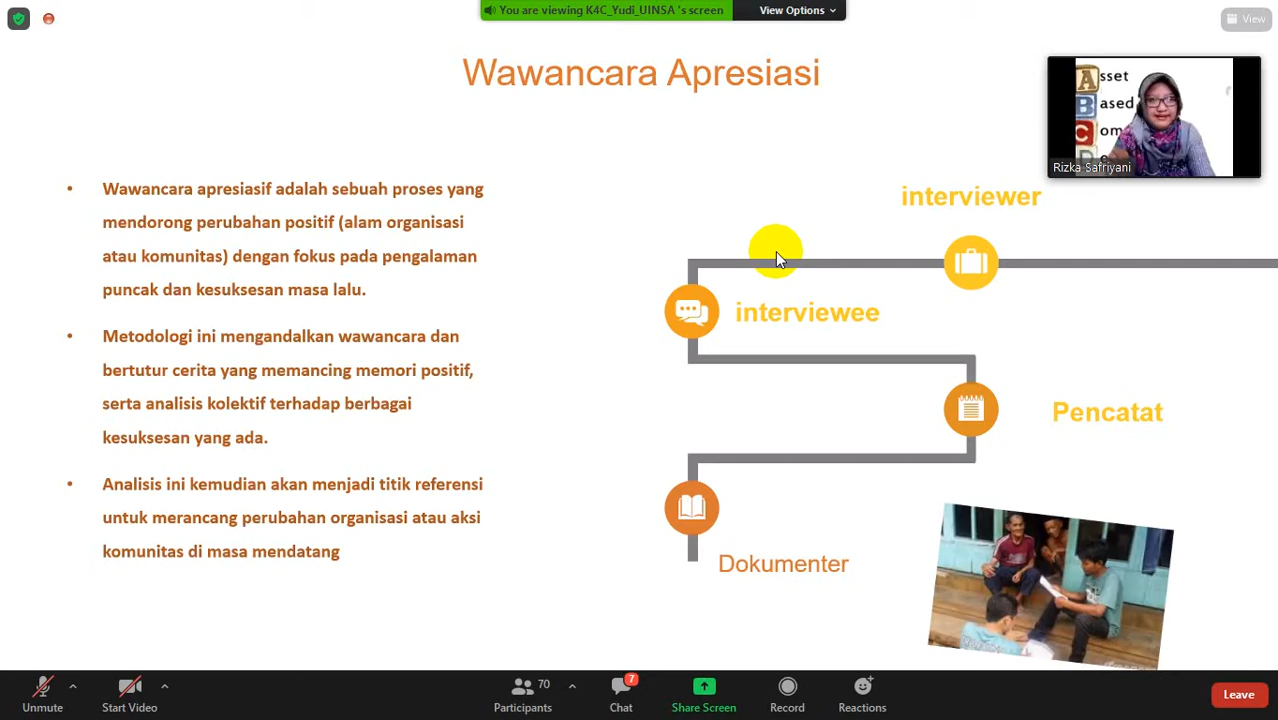 You are viewing K4C_Yudi_UINSA 's screen
View Options
View
Wawancara Apresiasi
A sset
B ased
C om
D
Rizka Safriyani
Wawancara apresiasif adalah sebuah proses yang
mendorong perubahan positif (alam organisasi
atau komunitas) dengan fokus pada pengalaman
puncak dan kesuksesan masa lalu.
Metodologi ini mengandalkan wawancara dan
bertutur cerita yang memancing memori positif,
serta analisis kolektif terhadap berbagai
kesuksesan yang ada.
Analisis ini kemudian akan menjadi titik referensi
untuk merancang perubahan organisasi atau aksi
komunitas di masa mendatang
interviewer
interviewee
Pencatat
Dokumenter
Unmute
Start Video
70
Participants
7
Chat
Share Screen
Record
Reactions
Leave